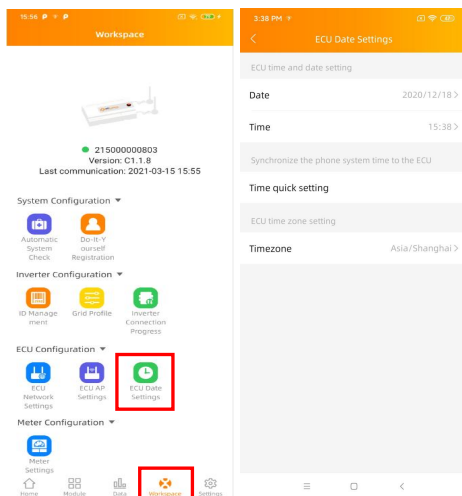 15:56
Workspace
215000000803
Version: C1.1.8
Last communication: 2021-03-15 15:55
System Configuration
Automatic
System
Check
Do-It-Y
ourself
Registration
Inverter Configuration
ID Manage
ment
Grid Profile
Inverter
Connection
Progress
ECU Configuration
ECU
Network
Settings
ECU AP
Settings
ECU Date
Settings
Meter Configuration
Meter
Settings
Home
Module
Data
Workspace
Settings
3:38 PM
ECU Date Settings
ECU time and date setting
Date 2020/12/18
Time 15:38
Synchronize the phone system time to the ECU
Time quick setting
ECU time zone setting
Timezone Asia/Shanghai